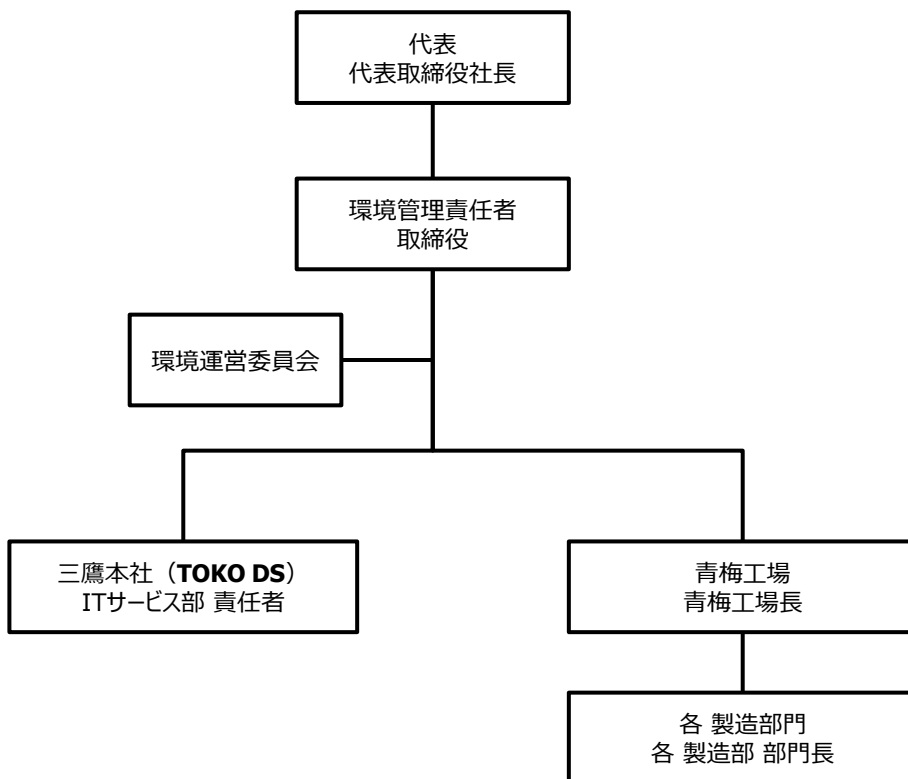 代表
代表取締役社長
環境管理責任者
取締役
環境運営委員会
三鷹本社（TOKO DS）
ITサービス部 責任者
青梅工場
青梅工場長
各 製造部門
各 製造部 部門長